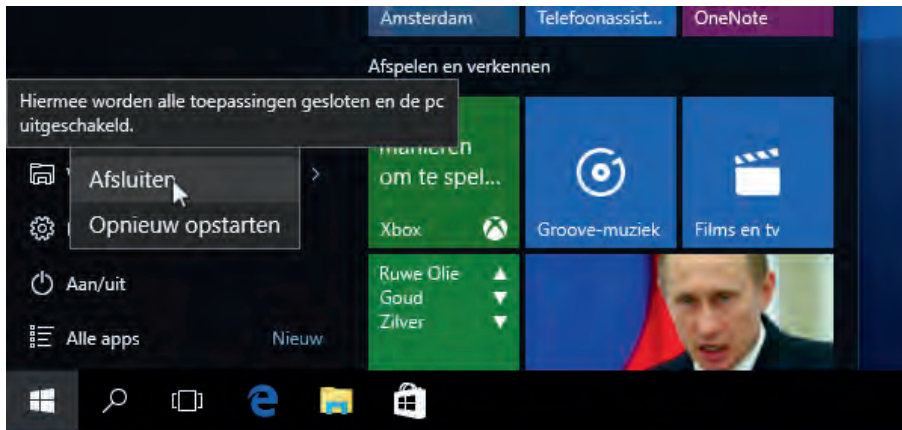 Amsterdam
Telefoonassist...
OneNote
Afspelen en verkennen
Hiermee worden alle toepassingen gesloten en de pc
uitgeschakeld.
manieren
om te spel...
Xbox
Groove-muziek
Films en tv
Afsluiten
Opnieuw opstarten
Aan/uit
Ruwe Olie
Goud
Zilver
Alle apps
Nieuw